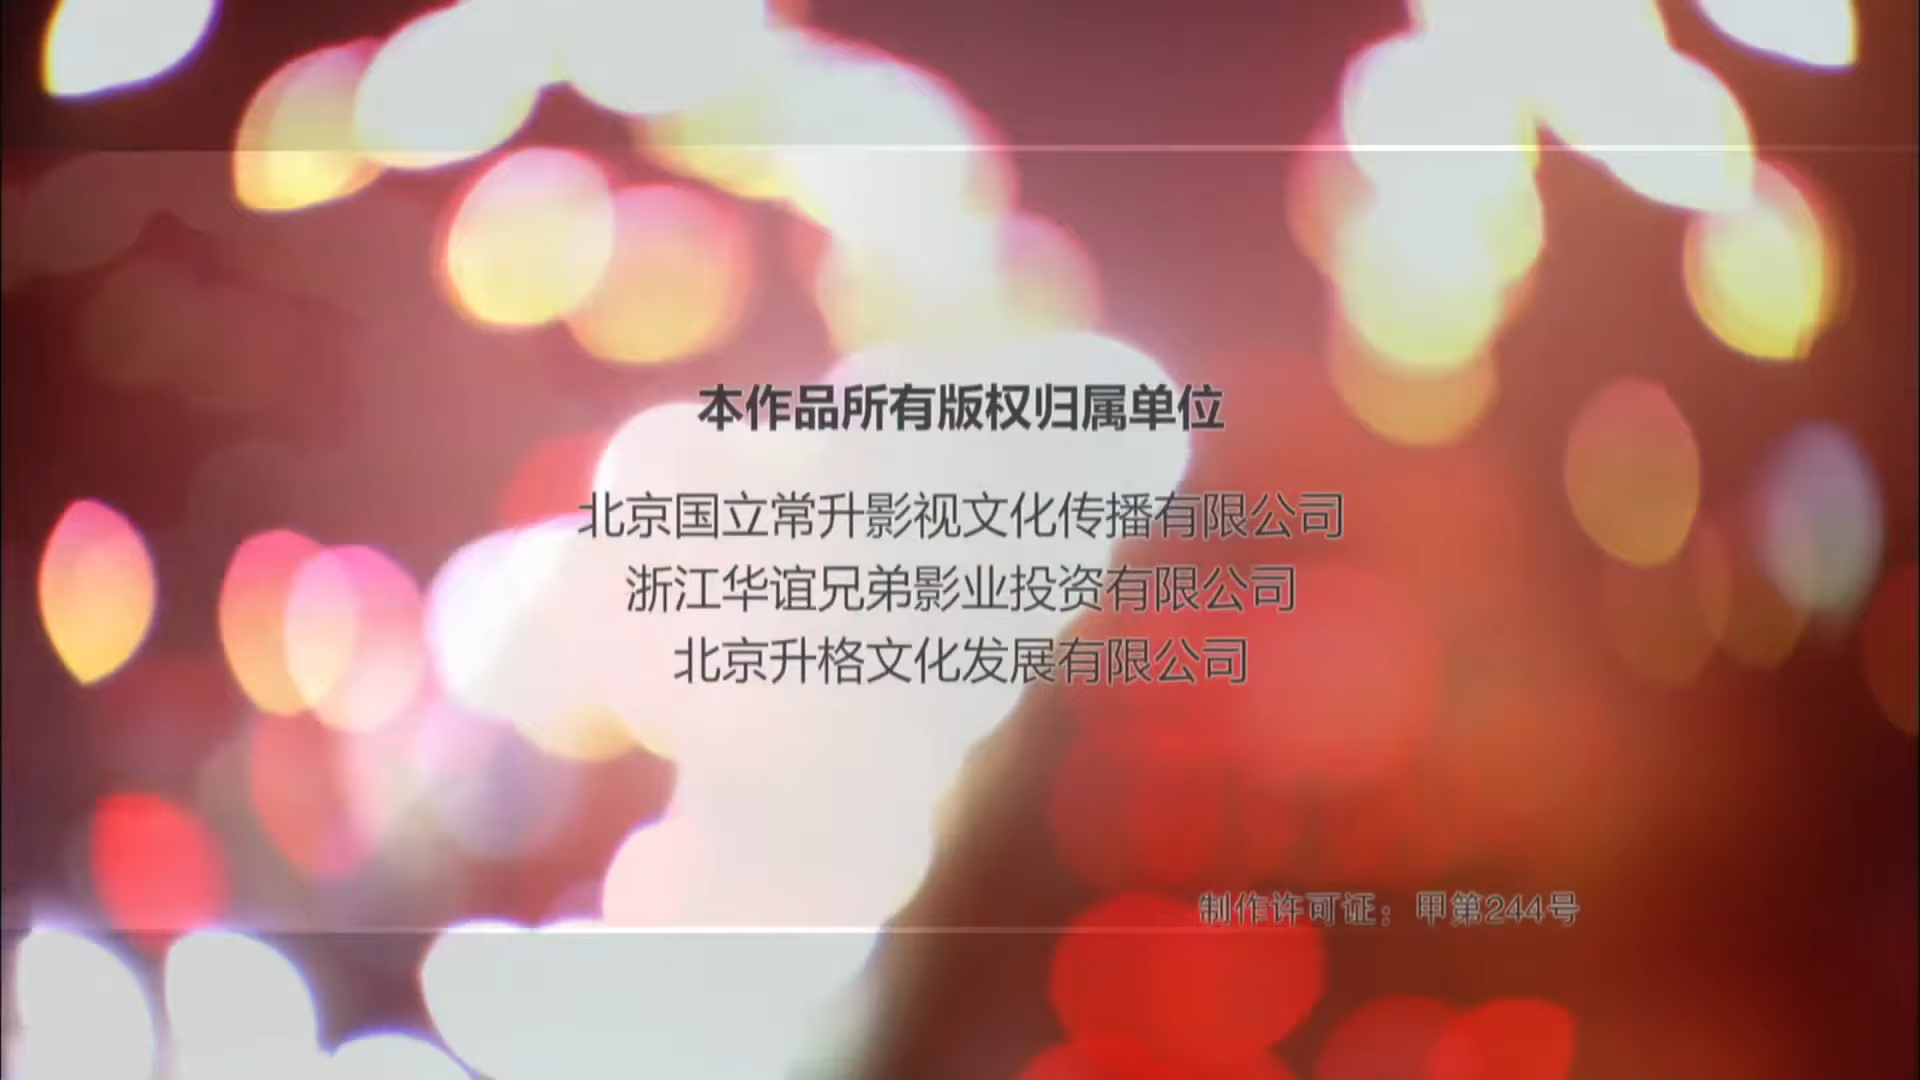 本作品所有版权归属单位
北京国立常升影视文化传播有限公司
浙江华谊兄弟影业投资有限公司
北京升格文化发展有限公司
制作许可证：甲第244号